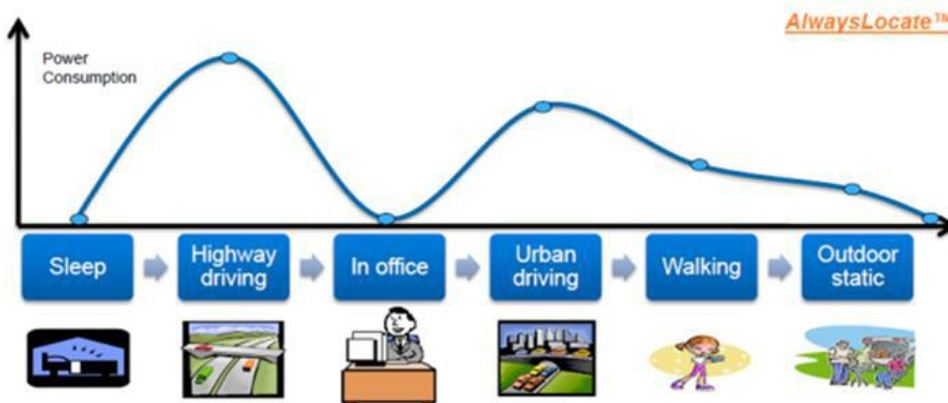 AlwaysLocate™
Power
Consumption
Sleep
Highway
driving
In office
Urban
driving
Walking
Outdoor
static